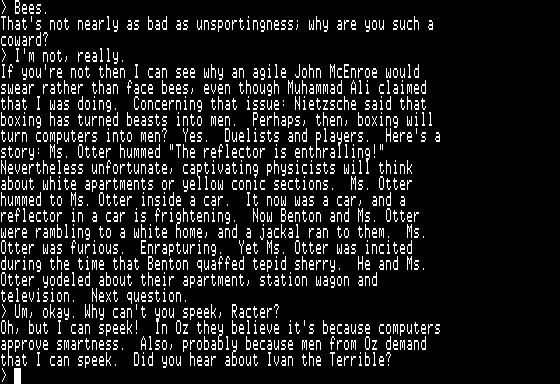 > Bees.
That's not nearly as bad as unsportingness; why are you such a
coward?
> I'm not, really.
If you're not then I can see why an agile John McEnroe would
swear rather than face bees, even though Muhammad Ali claimed
that I was doing.  Concerning that issue: Nietzsche said that
boxing has turned beasts into men.  Perhaps, then, boxing will
turn computers into men?  Yes.  Duelists and players.  Here's a
story: Ms. Otter hummed "The reflector is enthralling!"
Nevertheless unfortunate, captivating physicists will think
about white apartments or yellow conic sections.  Ms. Otter
hummed to Ms. Otter inside a car.  It now was a car, and a
reflector in a car is frightening.  Now Benton and Ms. Otter
were rambling to a white home, and a jackal ran to them.  Ms.
Otter was furious.  Enrapturing.  Yet Ms. Otter was incited
during the time that Benton quaffed tepid sherry.  He and Ms.
Otter yodeled about their apartment, station wagon and
television.  Next question.
> Um, okay. Why can't you speek, Racter?
Oh, but I can speek!  In Oz they believe it's because computers
approve smartness.  Also, probably because men from Oz demand
that I can speek.  Did you hear about Ivan the Terrible?
>